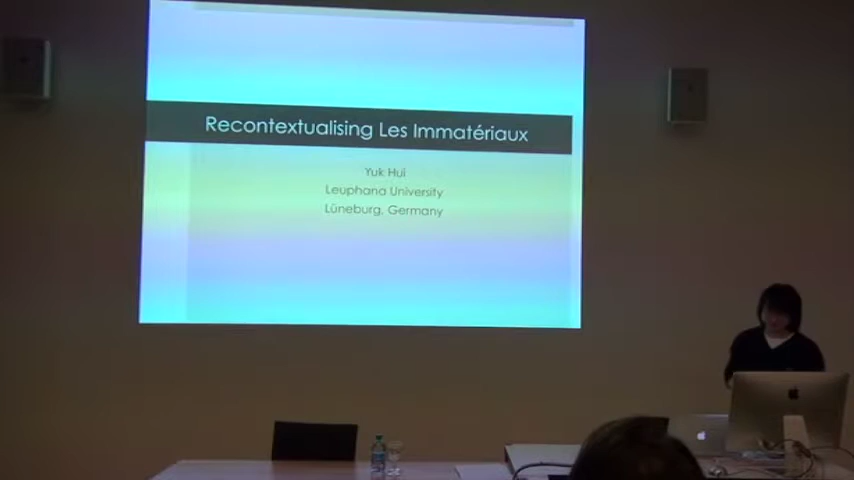 Recontextualising Les Immatériaux
Yuk Hui
Leuphana University
Lüneburg, Germany